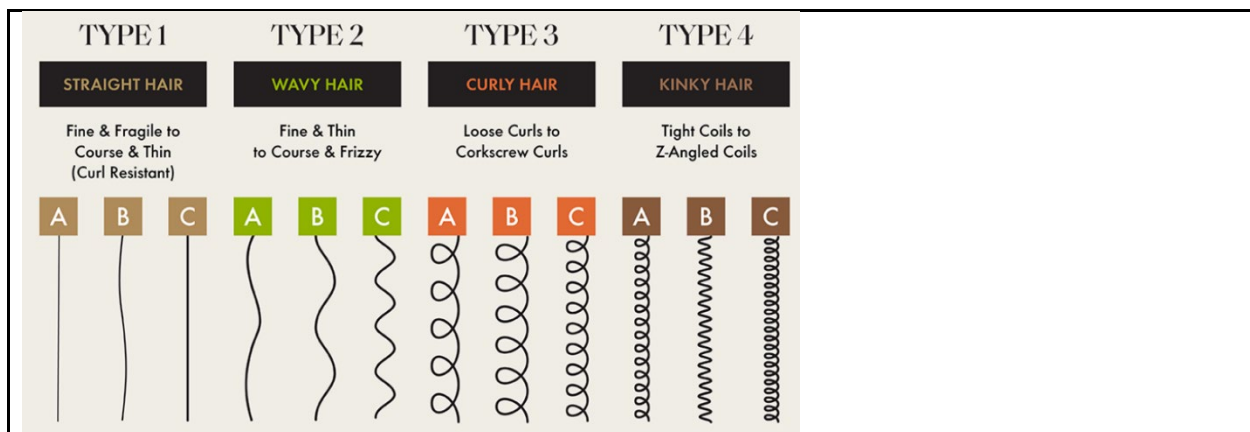 TYPE 1
STRAIGHT HAIR
Fine & Fragile to
Course & Thin
(Curl Resistant)
A B C
TYPE 2
WAVY HAIR
Fine & Thin
to Course & Frizzy
A B C
TYPE 3
CURLY HAIR
Loose Curls to
Corkscrew Curls
A B C
TYPE 4
KINKY HAIR
Tight Coils to
Z-Angled Coils
A B C